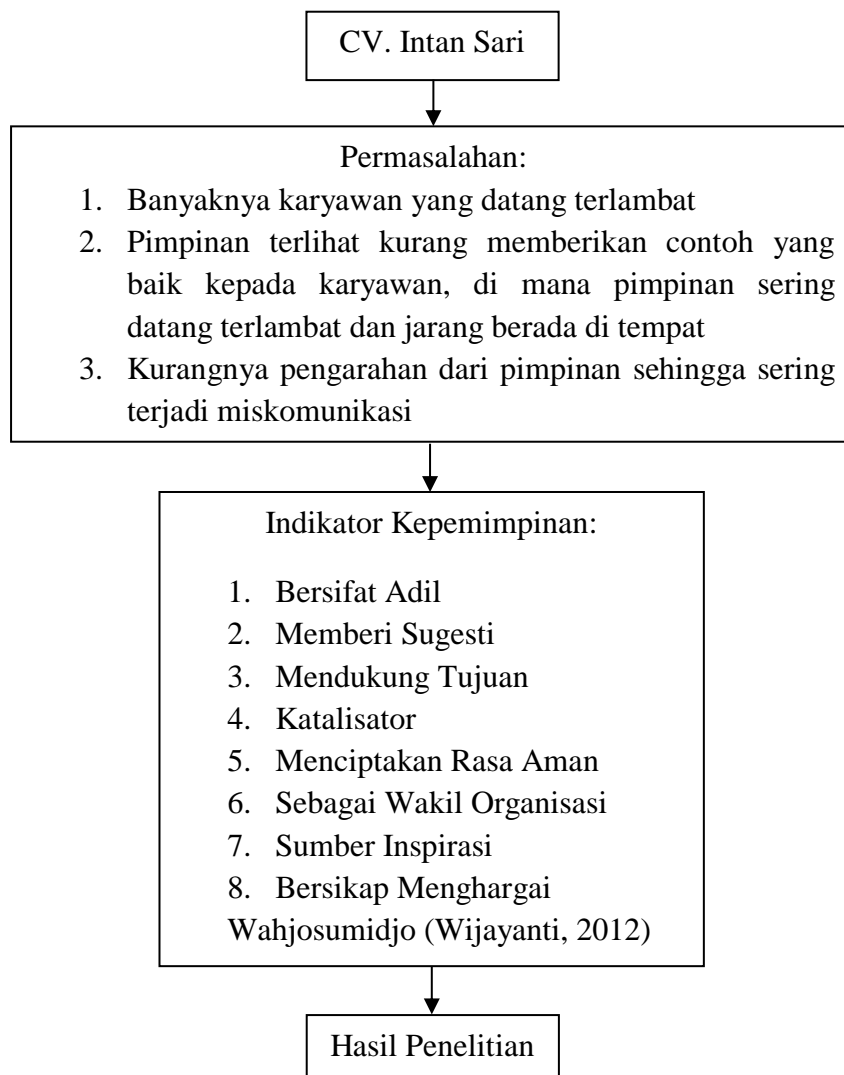 CV. Intan Sari
Permasalahan:
1. Banyaknya karyawan yang datang terlambat
2. Pimpinan terlihat kurang memberikan contoh yang
baik kepada karyawan, di mana pimpinan sering
datang terlambat dan jarang berada di tempat
3. Kurangnya pengarahan dari pimpinan sehingga sering
terjadi miskomunikasi
Indikator Kepemimpinan:
1. Bersifat Adil
2. Memberi Sugesti
3. Mendukung Tujuan
4. Katalisator
5. Menciptakan Rasa Aman
6. Sebagai Wakil Organisasi
7. Sumber Inspirasi
8. Bersikap Menghargai
Wahjosumidjo (Wijayanti, 2012)
Hasil Penelitian